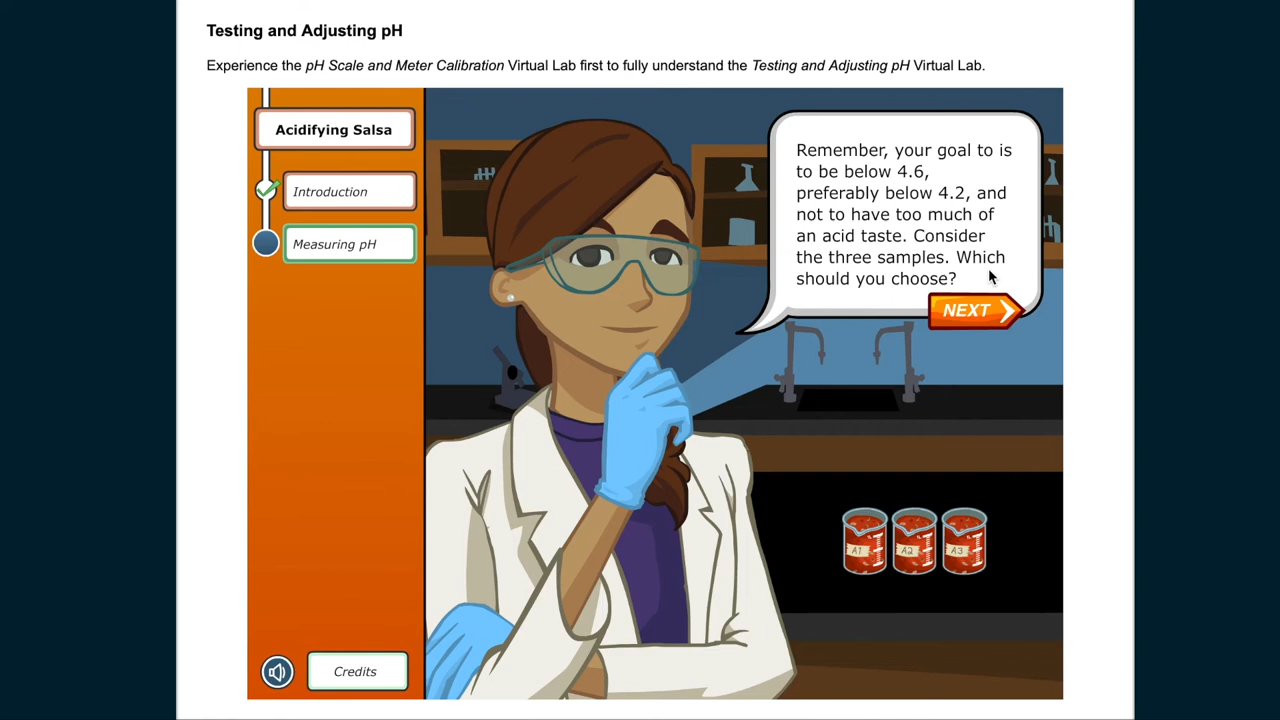 Testing and Adjusting pH
Experience the pH Scale and Meter Calibration Virtual Lab first to fully understand the Testing and Adjusting pH Virtual Lab.
Acidifying Salsa
Introduction
Measuring pH
Remember, your goal to is
to be below 4.6,
preferably below 4.2, and
not to have too much of
an acid taste. Consider
the three samples. Which
should you choose?
NEXT
A1
A2
A3
Credits